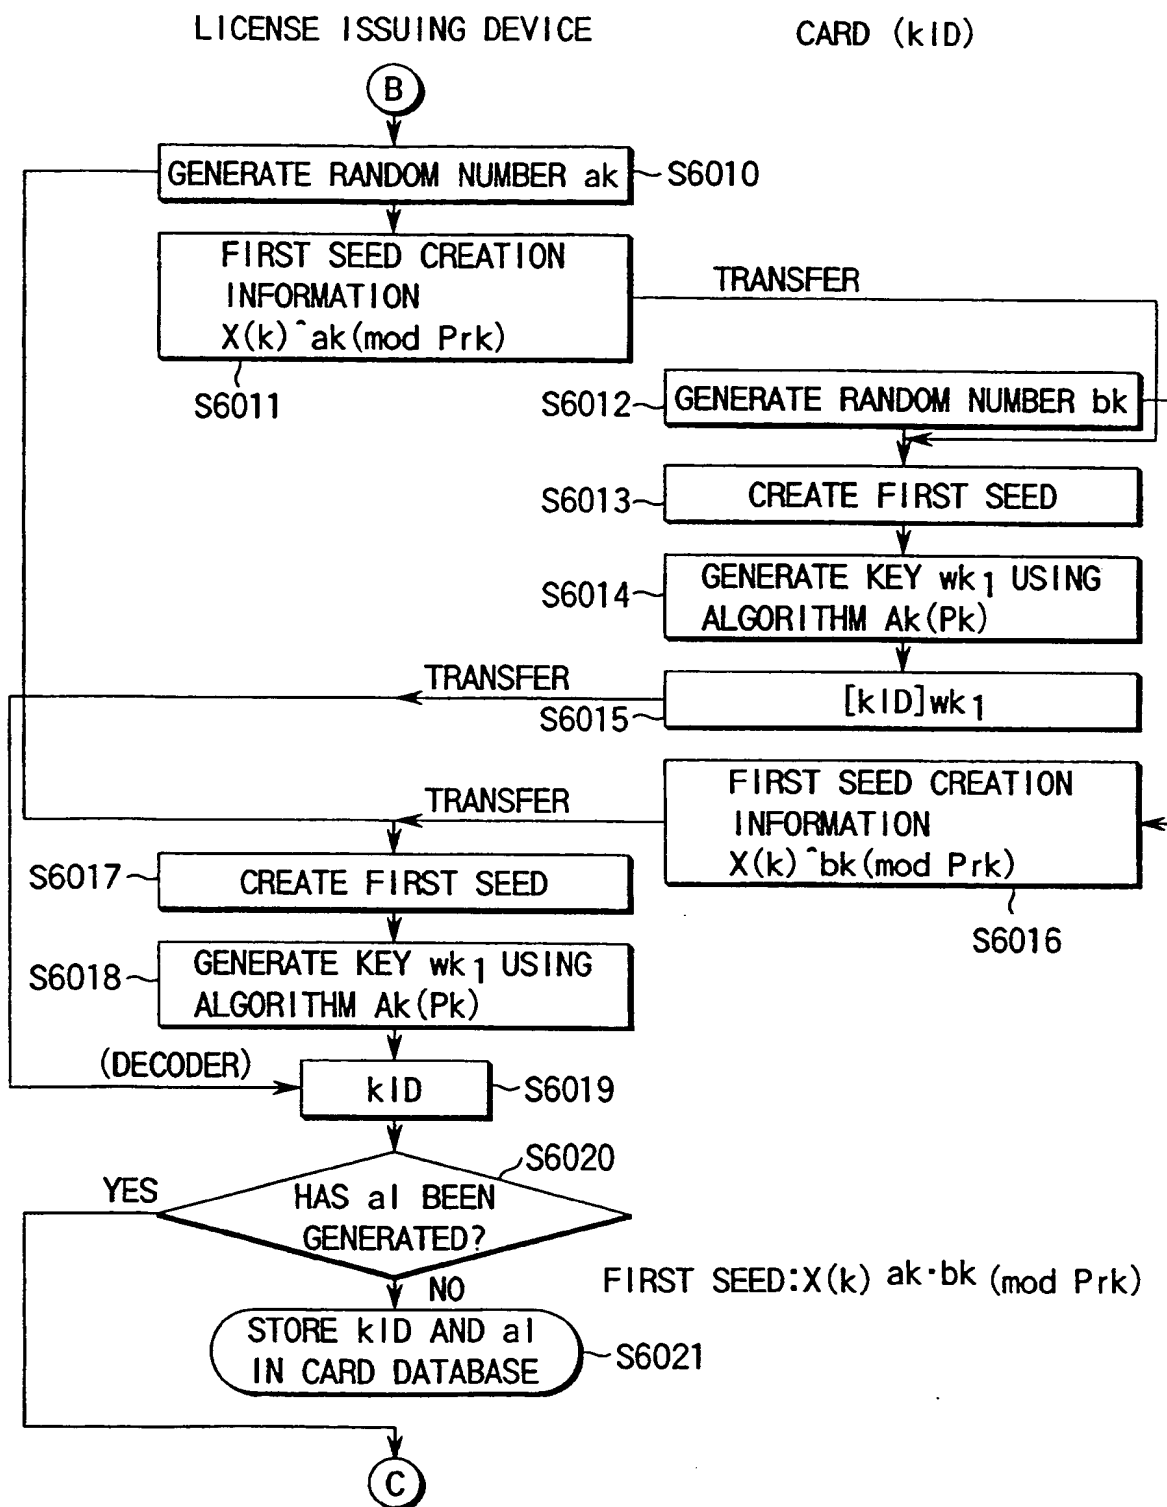 LICENSE ISSUING DEVICE
CARD (kID)
B
GENERATE RANDOM NUMBER ak
S6010
FIRST SEED CREATION
INFORMATION
X(k)^ak(mod Prk)
TRANSFER
S6011
S6012
GENERATE RANDOM NUMBER bk
S6013
CREATE FIRST SEED
S6014
GENERATE KEY wk1 USING
ALGORITHM Ak(Pk)
TRANSFER
S6015
[kID]wk1
TRANSFER
FIRST SEED CREATION
INFORMATION
X(k)^bk(mod Prk)
S6016
S6017
CREATE FIRST SEED
S6018
GENERATE KEY wk1 USING
ALGORITHM Ak(Pk)
(DECODER)
kID
S6019
S6020
YES
HAS al BEEN
GENERATED?
NO
FIRST SEED:X(k) ak·bk (mod Prk)
STORE kID AND al
IN CARD DATABASE
S6021
C